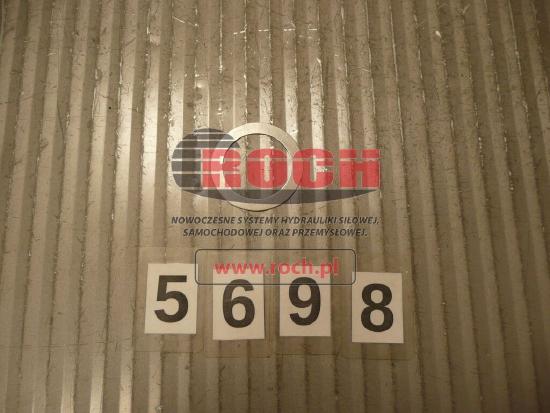 ROCH
NOWOCZESNE SYSTEMY HYDRAULIKI SIŁOWEJ,
SAMOCHODOWEJ ORAZ PRZEMYSŁOWEJ.
www.roch.pl
5 6 9 8